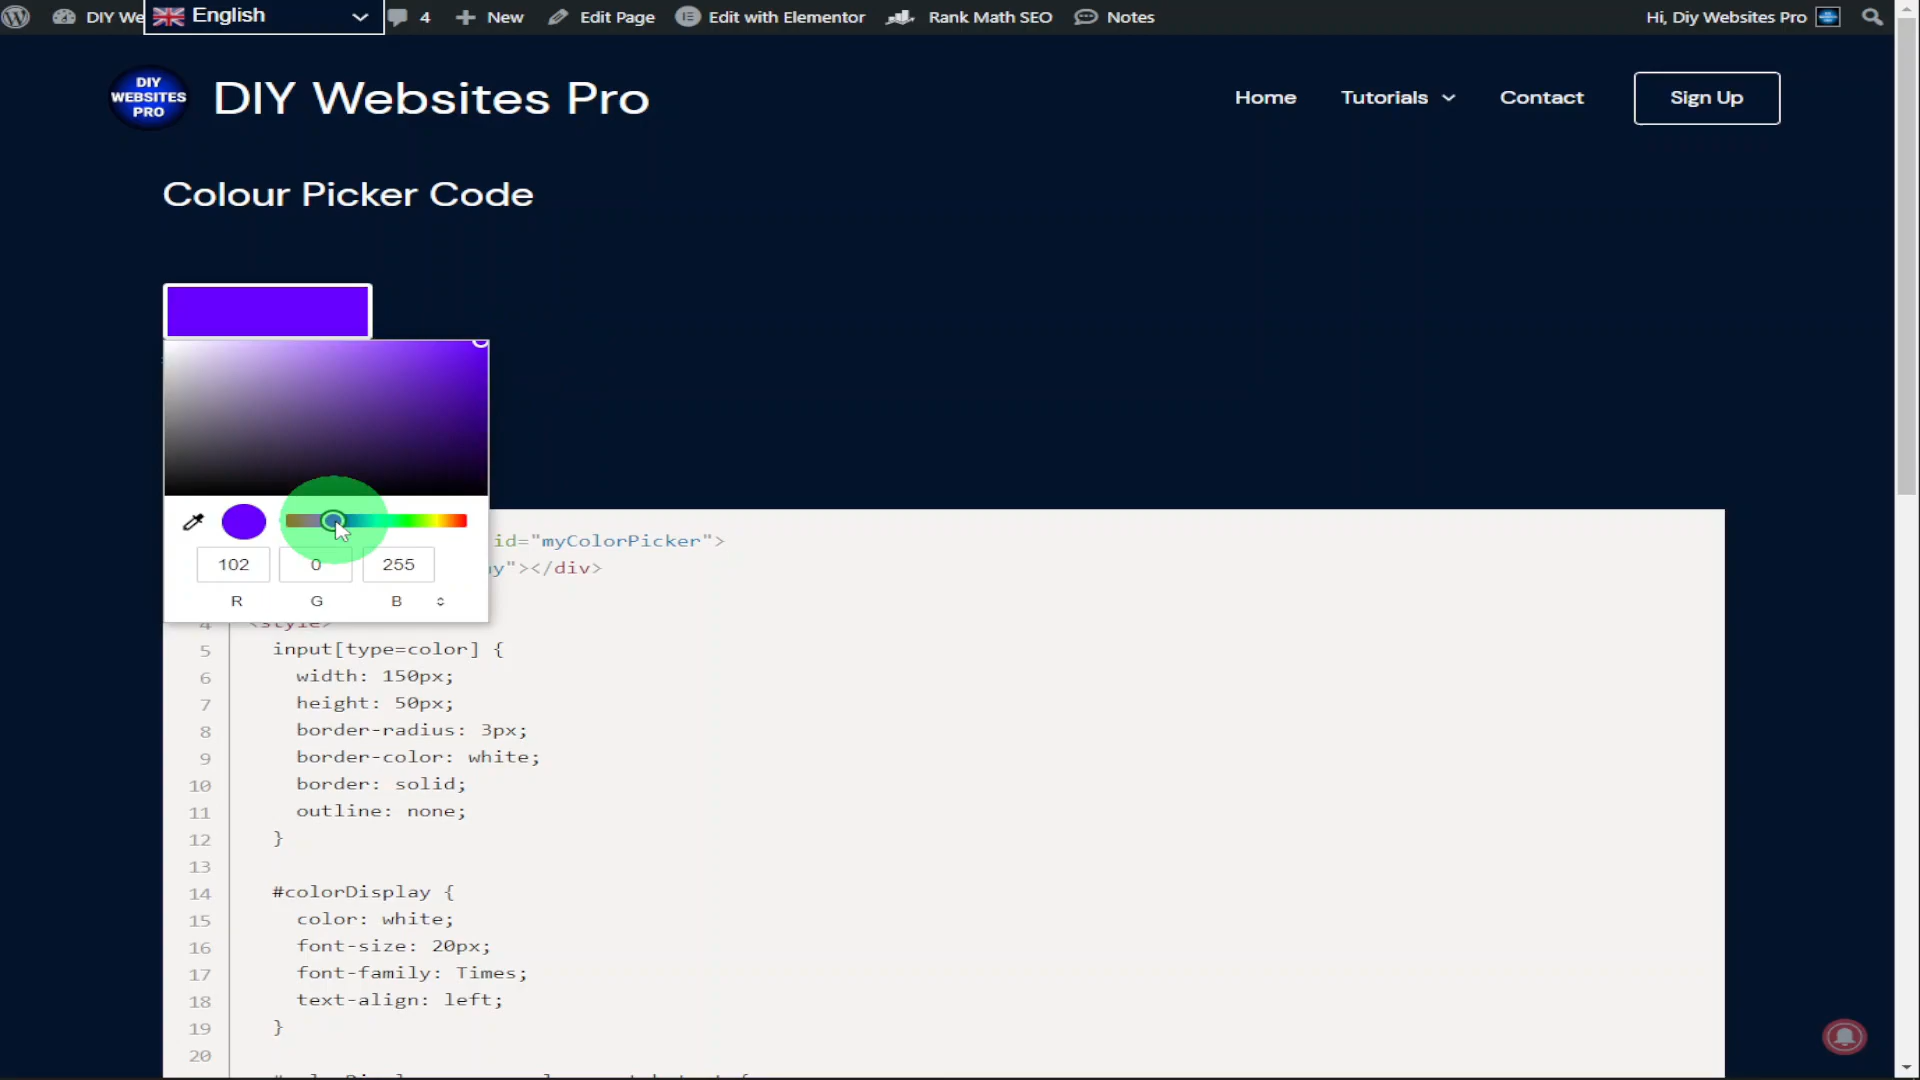 DIY We
English
4
New
Edit Page
Edit with Elementor
Rank Math SEO
Notes
Hi, Diy Websites Pro
DIY
WEBSITES
PRO
DIY Websites Pro
Home
Tutorials
Contact
Sign Up
Colour Picker Code
102
0
255
R
G
B
id="myColorPicker">
y"></div>
4 <style>
5 input[type=color] {
6 width: 150px;
7 height: 50px;
8 border-radius: 3px;
9 border-color: white;
10 border: solid;
11 outline: none;
12 }
13
14 #colorDisplay {
15 color: white;
16 font-size: 20px;
17 font-family: Times;
18 text-align: left;
19 }
20